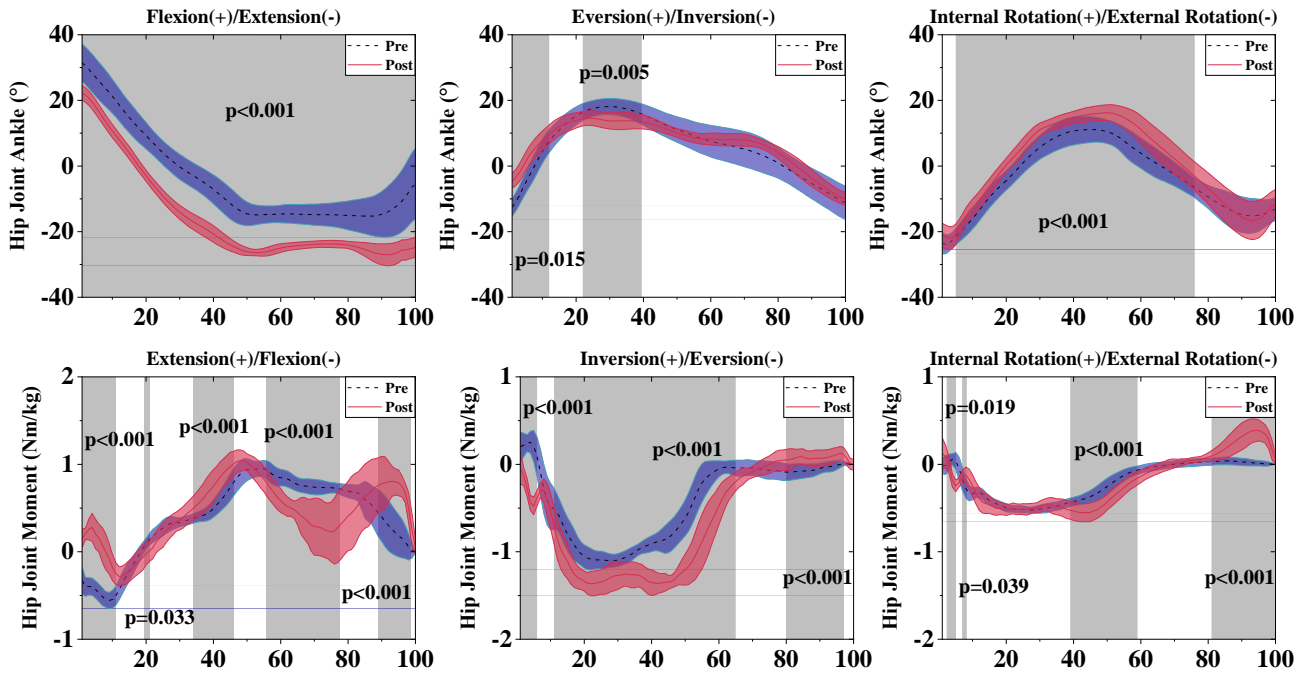 Flexion(+)/Extension(-)
Hip Joint Ankle (°)
40
20
0
-20
-40
20
40
60
80
100
Pre
Post
p<0.001
Eversion(+)/Inversion(-)
Hip Joint Ankle (°)
40
20
0
-20
-40
20
40
60
80
100
Pre
Post
p=0.005
p=0.015
Internal Rotation(+)/External Rotation(-)
Hip Joint Ankle (°)
40
20
0
-20
-40
20
40
60
80
100
Pre
Post
p<0.001
Extension(+)/Flexion(-)
Hip Joint Moment (Nm/kg)
2
1
0
-1
20
40
60
80
100
Pre
Post
p<0.001
p<0.001
p<0.001
p=0.033
p<0.001
Inversion(+)/Eversion(-)
Hip Joint Moment (Nm/kg)
1
0
-1
-2
20
40
60
80
100
Pre
Post
p<0.001
p<0.001
p<0.001
Internal Rotation(+)/External Rotation(-)
Hip Joint Moment (Nm/kg)
1
0
-1
-2
20
40
60
80
100
Pre
Post
p=0.019
p<0.001
p=0.039
p<0.001